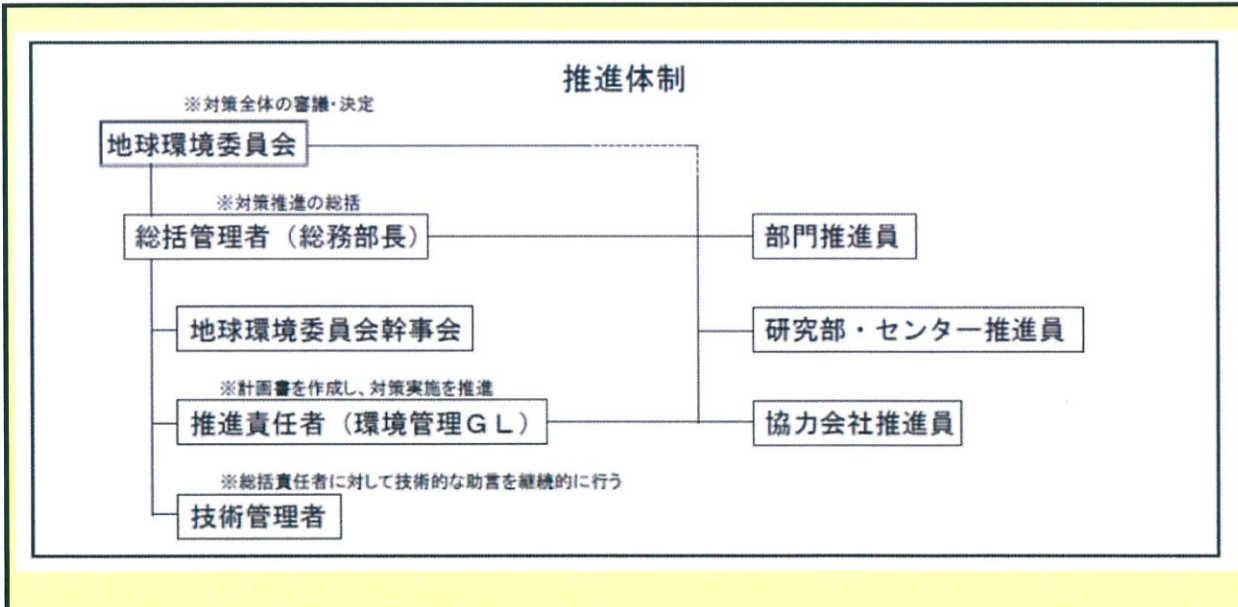 推進体制
※対策全体の審議・決定
地球環境委員会
※対策推進の総括
総括管理者（総務部長）
部門推進員
地球環境委員会幹事会
研究部・センター推進員
※計画書を作成し、対策実施を推進
推進責任者（環境管理ＧＬ）
協力会社推進員
※総括責任者に対して技術的な助言を継続的に行う
技術管理者